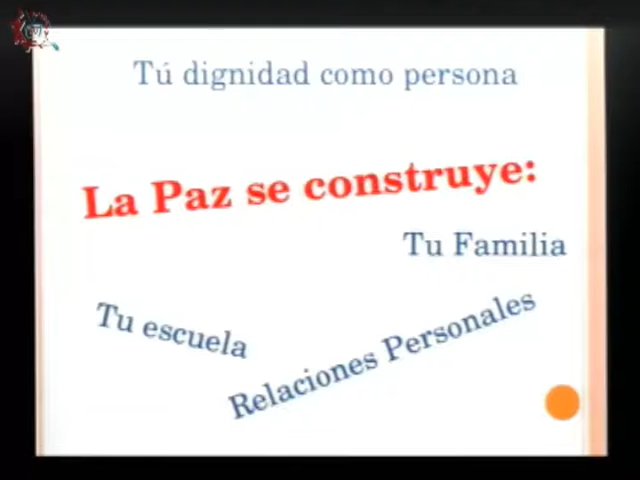 Tú dignidad como persona
La Paz se construye:
Tu Familia
Tu escuela
Relaciones Personales